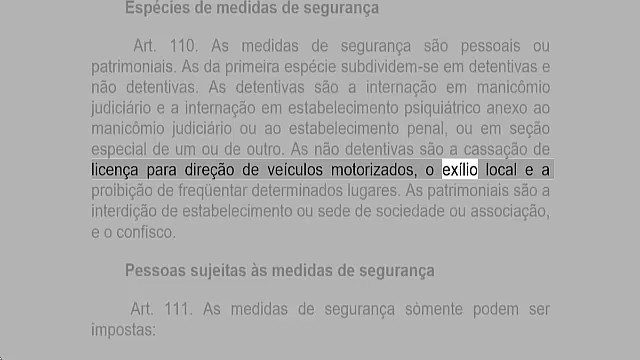 Espécies de medidas de segurança
Art. 110. As medidas de segurança são pessoais ou
patrimoniais. As da primeira espécie subdividem-se em detentivas e
não detentivas. As detentivas são a internação em manicômio
judiciário e a internação em estabelecimento psiquiátrico anexo ao
manicômio judiciário ou ao estabelecimento penal, ou em seção
especial de um ou de outro. As não detentivas são a cassação de
licença para direção de veículos motorizados, o exílio local e a
proibição de freqüentar determinados lugares. As patrimoniais são a
interdição de estabelecimento ou sede de sociedade ou associação,
e o confisco.
Pessoas sujeitas às medidas de segurança
Art. 111. As medidas de segurança sòmente podem ser
impostas: